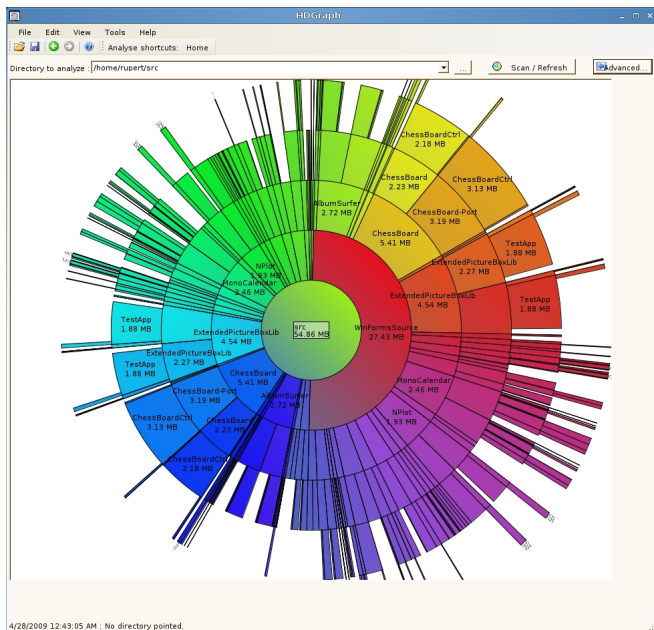 HDGraph
File Edit View Tools Help
Analyse shortcuts: Home
Directory to analyze : /home/rupert/src ... Scan / Refresh Advanced...
ChessBoardCtrl
2.18 MB
ChessBoard
2.23 MB
ChessBoardCtrl
3.13 MB
AlbumSurfer
2.72 MB
ChessBoard-Port
3.19 MB
ChessBoard
5.41 MB
TestApp
1.88 MB
ExtendedPictureBoxLib
2.27 MB
NPlot
1.93 MB
MonoCalendar
2.46 MB
ExtendedPictureBoxLib
4.54 MB
TestApp
1.88 MB
TestApp
1.88 MB
ExtendedPictureBoxLib
4.54 MB
src
54.86 MB
WinFormsSource
27.43 MB
ExtendedPictureBoxLib
2.27 MB
TestApp
1.88 MB
ChessBoard
5.41 MB
MonoCalendar
2.46 MB
ChessBoard-Port
3.19 MB
AlbumSurfer
2.72 MB
NPlot
1.93 MB
ChessBoardCtrl
3.13 MB
ChessBoard
2.23 MB
ChessBoardCtrl
2.18 MB
4/28/2009 12:43:05 AM : No directory pointed.